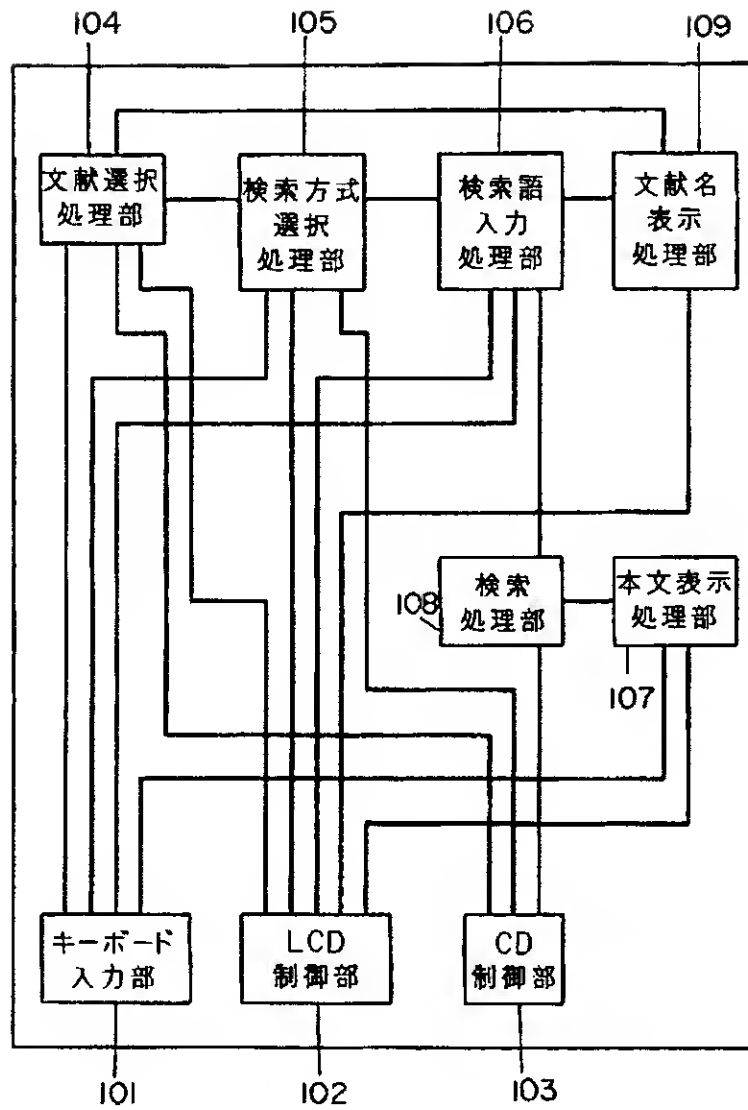 104
105
106
109
文献選択
処理部
検索方式
選択
処理部
検索語
入力
処理部
文献名
表示
処理部
検索
処理部
108
本文表示
処理部
107
キーボード
入力部
LCD
制御部
CD
制御部
101
102
103